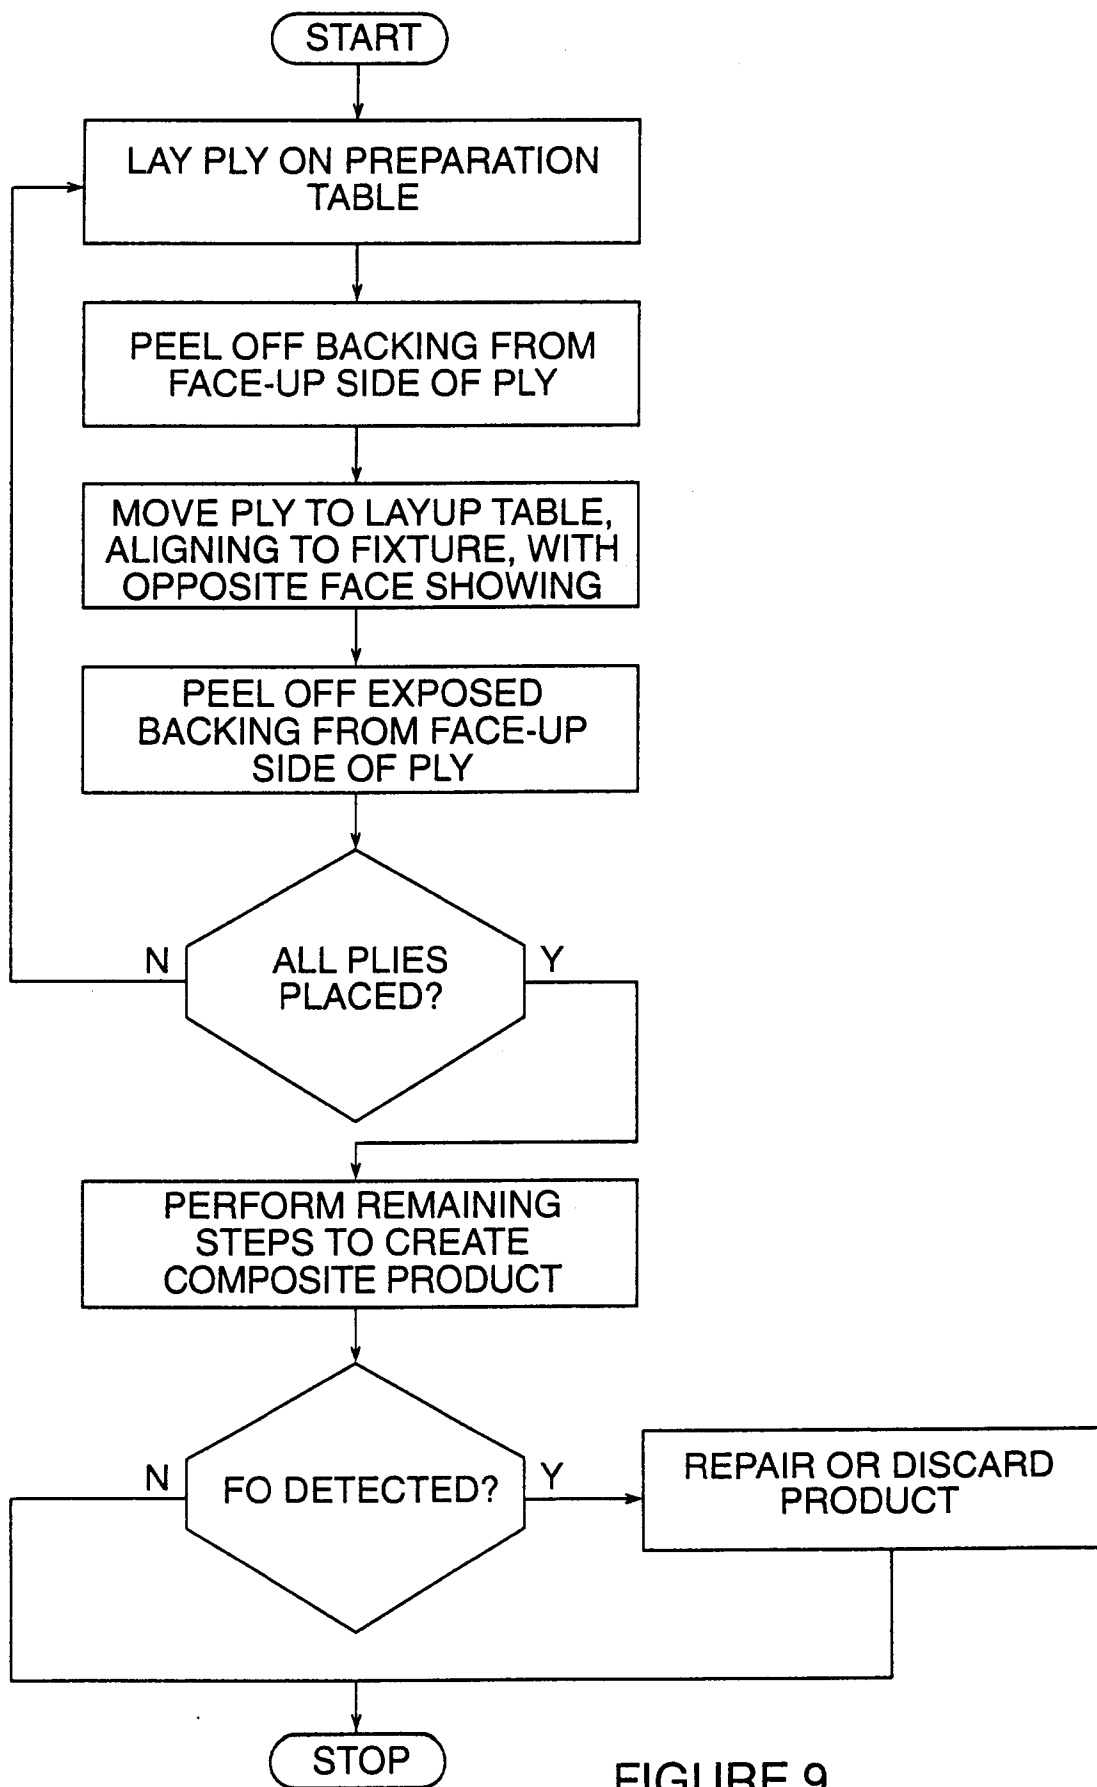 START
LAY PLY ON PREPARATION
TABLE
PEEL OFF BACKING FROM
FACE-UP SIDE OF PLY
MOVE PLY TO LAYUP TABLE,
ALIGNING TO FIXTURE, WITH
OPPOSITE FACE SHOWING
PEEL OFF EXPOSED
BACKING FROM FACE-UP
SIDE OF PLY
N
ALL PLIES
PLACED?
Y
PERFORM REMAINING
STEPS TO CREATE
COMPOSITE PRODUCT
N
FO DETECTED?
Y
REPAIR OR DISCARD
PRODUCT
STOP
FIGURE 9